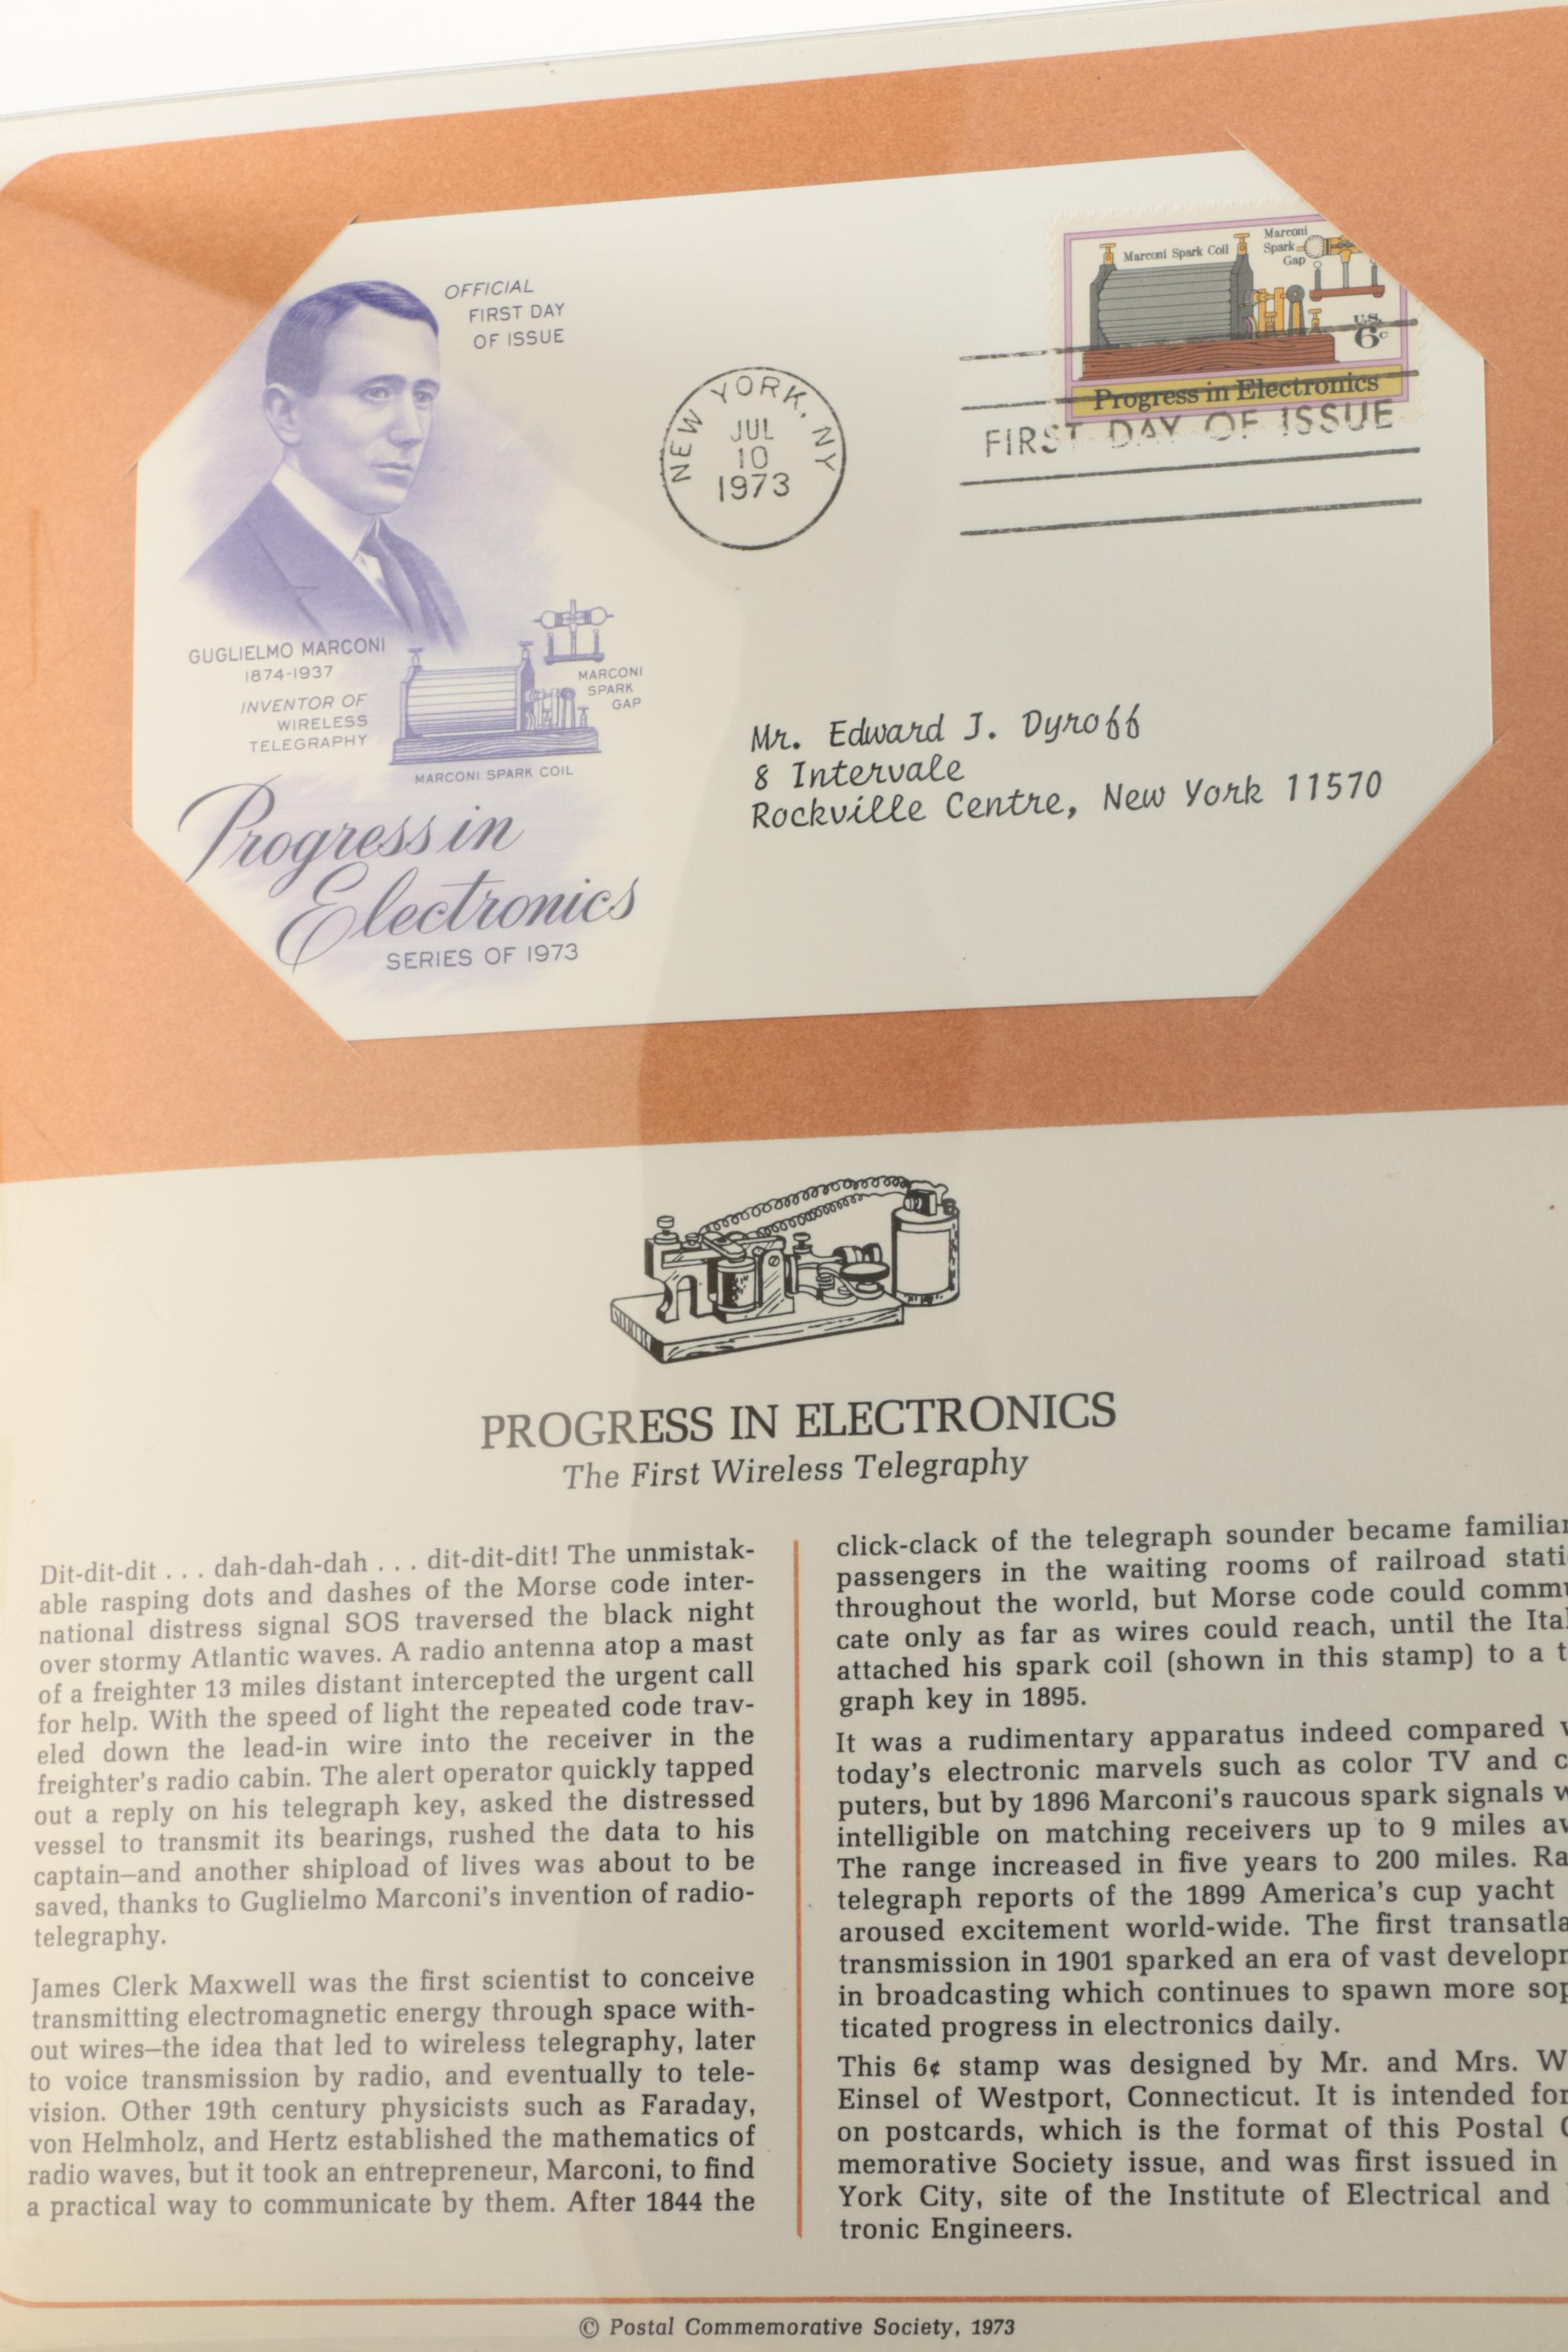 OFFICIAL
FIRST DAY
OF ISSUE
NEW YORK, NY
JUL
10
1973
Marconi Spark Coil
Marconi
Spark
Gap
U.S.
6c
Progress in Electronics
FIRST DAY OF ISSUE
GUGLIELMO MARCONI
1874-1937
INVENTOR OF
WIRELESS
TELEGRAPHY
MARCONI
SPARK
GAP
MARCONI SPARK COIL
Progress in
Electronics
SERIES OF 1973
Mr. Edward J. Dyroff
8 Intervale
Rockville Centre, New York 11570
PROGRESS IN ELECTRONICS
The First Wireless Telegraphy
Dit-dit-dit . . . dah-dah-dah . . . dit-dit-dit! The unmistak-
able rasping dots and dashes of the Morse code inter-
national distress signal SOS traversed the black night
over stormy Atlantic waves. A radio antenna atop a mast
of a freighter 13 miles distant intercepted the urgent call
for help. With the speed of light the repeated code trav-
eled down the lead-in wire into the receiver in the
freighter's radio cabin. The alert operator quickly tapped
out a reply on his telegraph key, asked the distressed
vessel to transmit its bearings, rushed the data to his
captain—and another shipload of lives was about to be
saved, thanks to Guglielmo Marconi's invention of radio-
telegraphy.
James Clerk Maxwell was the first scientist to conceive
transmitting electromagnetic energy through space with-
out wires—the idea that led to wireless telegraphy, later
to voice transmission by radio, and eventually to tele-
vision. Other 19th century physicists such as Faraday,
von Helmholz, and Hertz established the mathematics of
radio waves, but it took an entrepreneur, Marconi, to find
a practical way to communicate by them. After 1844 the
click-clack of the telegraph sounder became familiar
passengers in the waiting rooms of railroad stati
throughout the world, but Morse code could commu
cate only as far as wires could reach, until the Ital
attached his spark coil (shown in this stamp) to a t
graph key in 1895.
It was a rudimentary apparatus indeed compared
today's electronic marvels such as color TV and c
puters, but by 1896 Marconi's raucous spark signals w
intelligible on matching receivers up to 9 miles aw
The range increased in five years to 200 miles. Ra
telegraph reports of the 1899 America's cup yacht
aroused excitement world-wide. The first transatla
transmission in 1901 sparked an era of vast developm
in broadcasting which continues to spawn more sop
ticated progress in electronics daily.
This 6¢ stamp was designed by Mr. and Mrs. W
Einsel of Westport, Connecticut. It is intended for
on postcards, which is the format of this Postal C
memorative Society issue, and was first issued in
York City, site of the Institute of Electrical and
tronic Engineers.
© Postal Commemorative Society, 1973